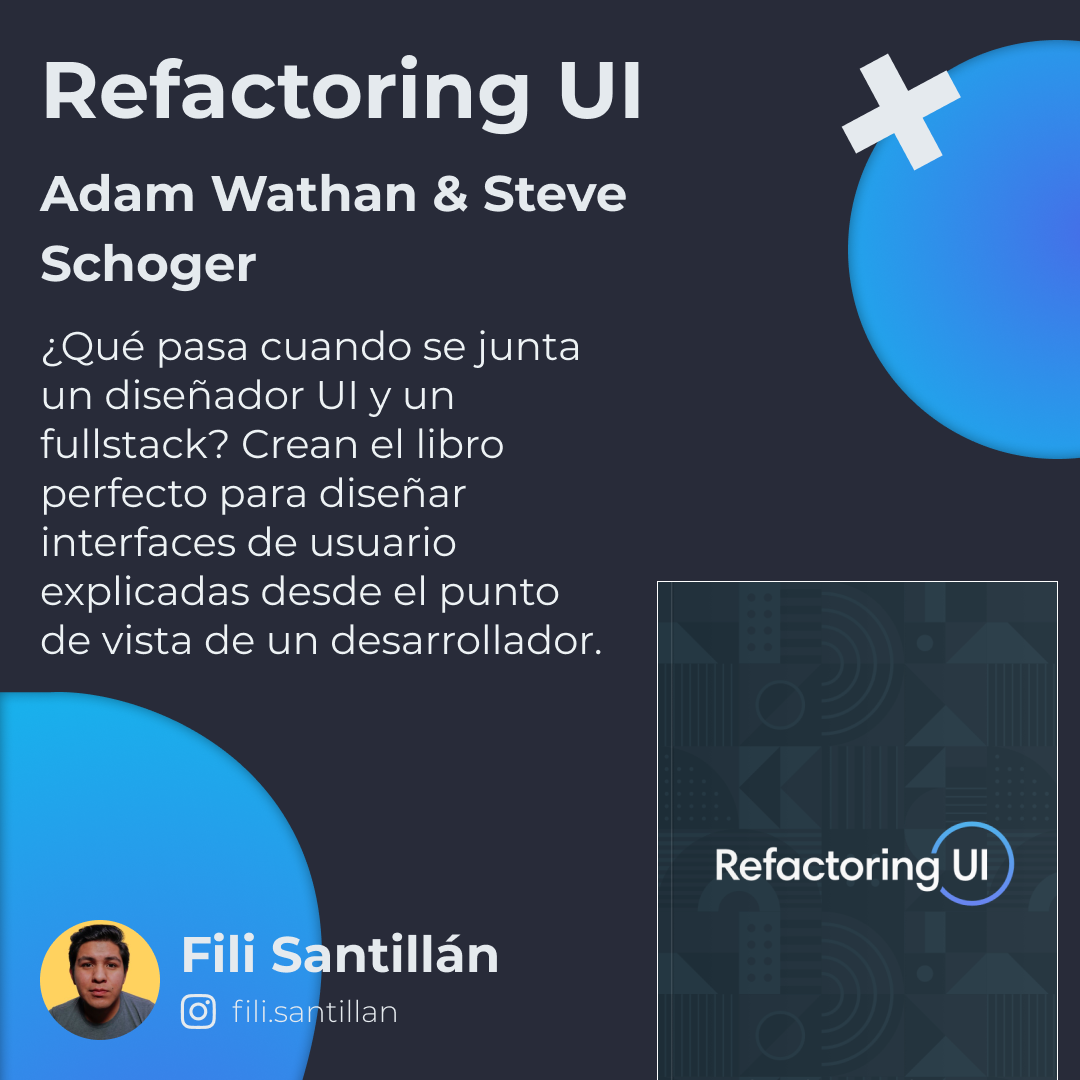 Refactoring UI
Adam Wathan & Steve
Schoger
¿Qué pasa cuando se junta
un diseñador UI y un
fullstack? Crean el libro
perfecto para diseñar
interfaces de usuario
explicadas desde el punto
de vista de un desarrollador.
Refactoring UI
Fili Santillán
fili.santillan